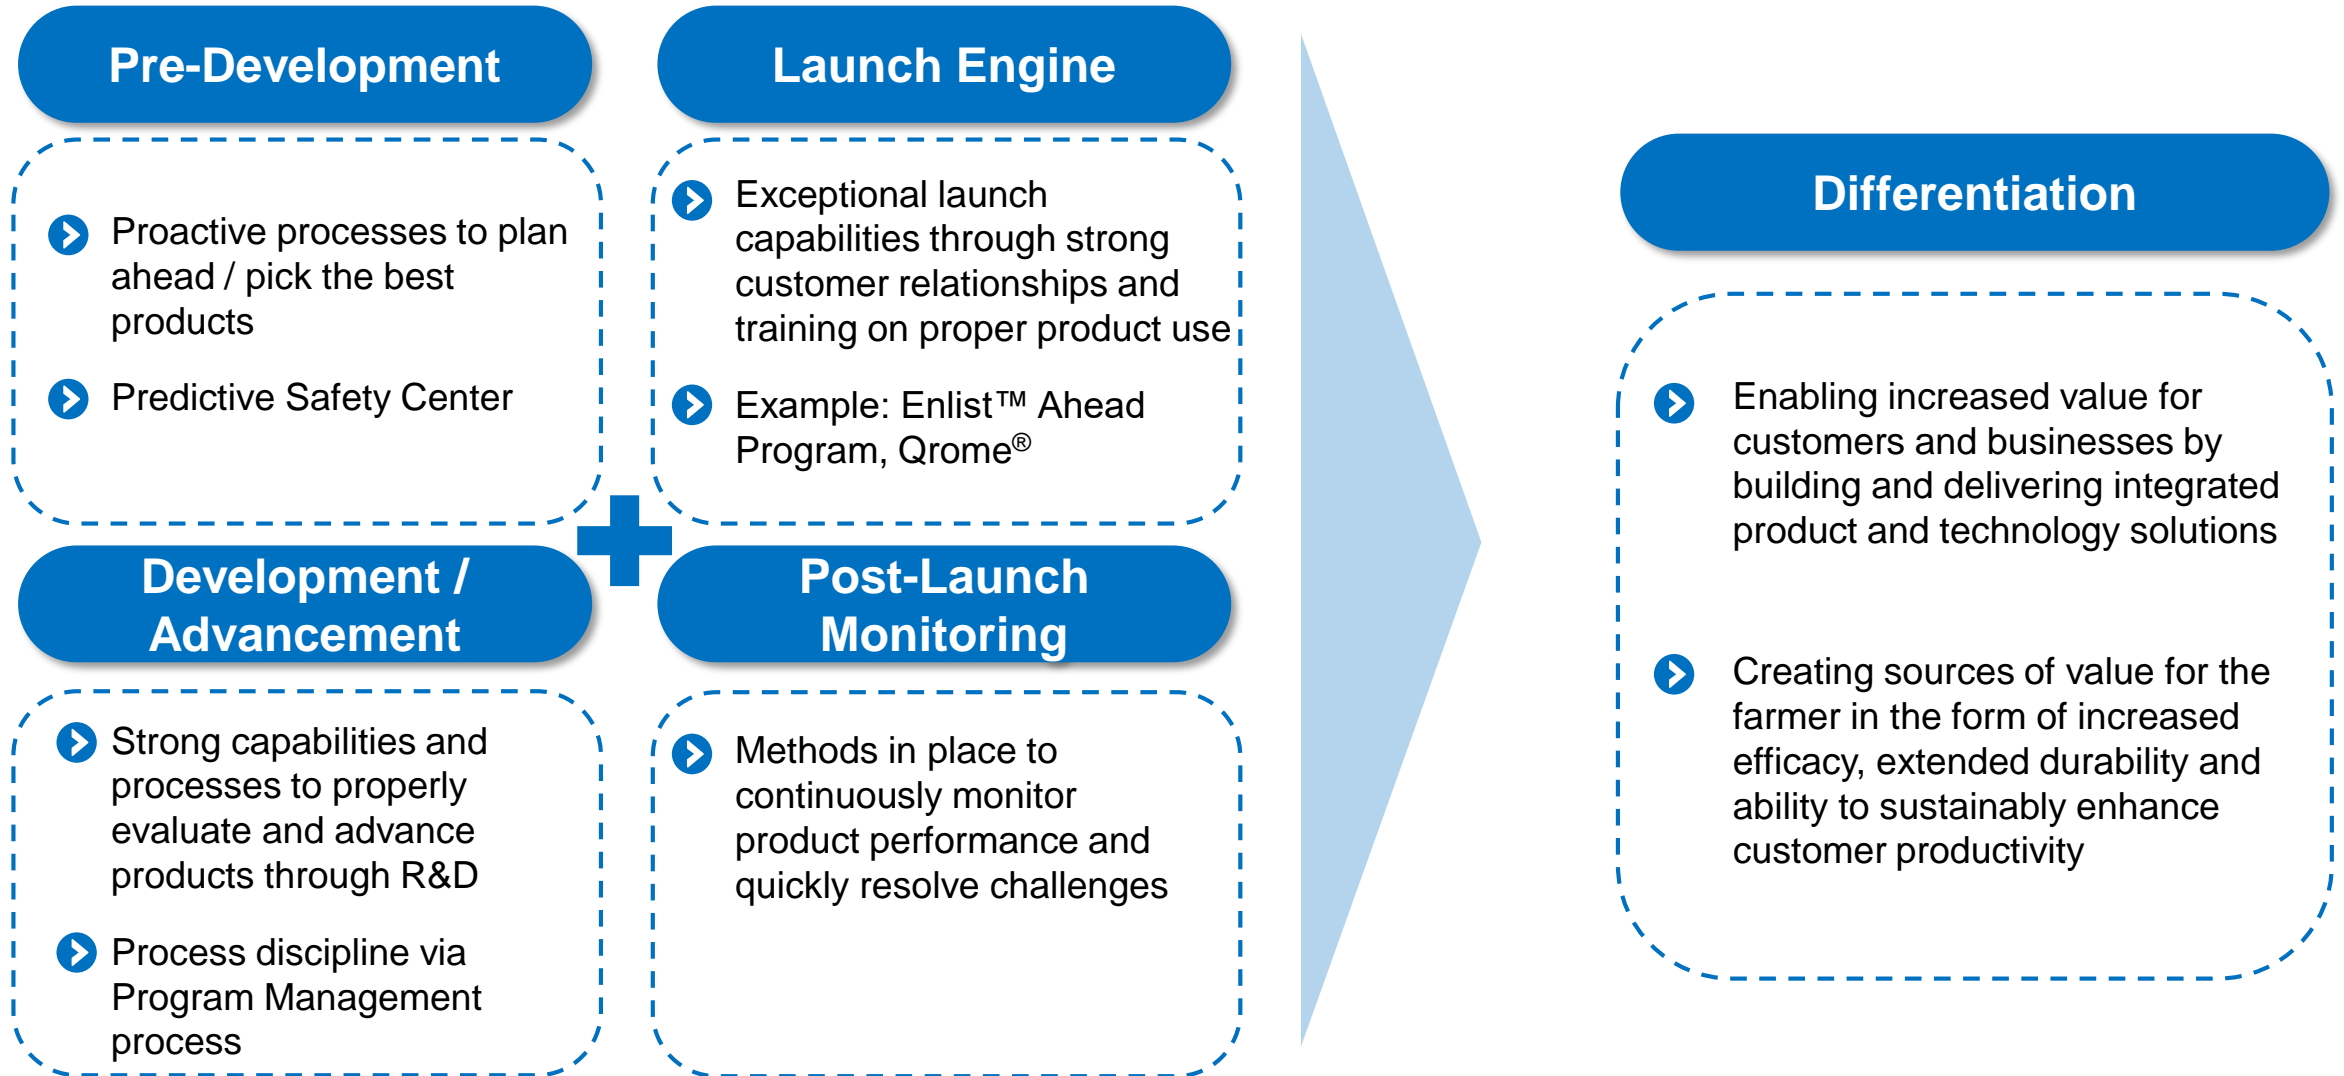 Pre-Development
Proactive processes to plan
ahead / pick the best
products
Predictive Safety Center
Launch Engine
Exceptional launch
capabilities through strong
customer relationships and
training on proper product use
Example: Enlist™ Ahead
Program, Qrome®
Development /
Advancement
Strong capabilities and
processes to properly
evaluate and advance
products through R&D
Process discipline via
Program Management
process
Post-Launch
Monitoring
Methods in place to
continuously monitor
product performance and
quickly resolve challenges
Differentiation
Enabling increased value for
customers and businesses by
building and delivering integrated
product and technology solutions
Creating sources of value for the
farmer in the form of increased
efficacy, extended durability and
ability to sustainably enhance
customer productivity